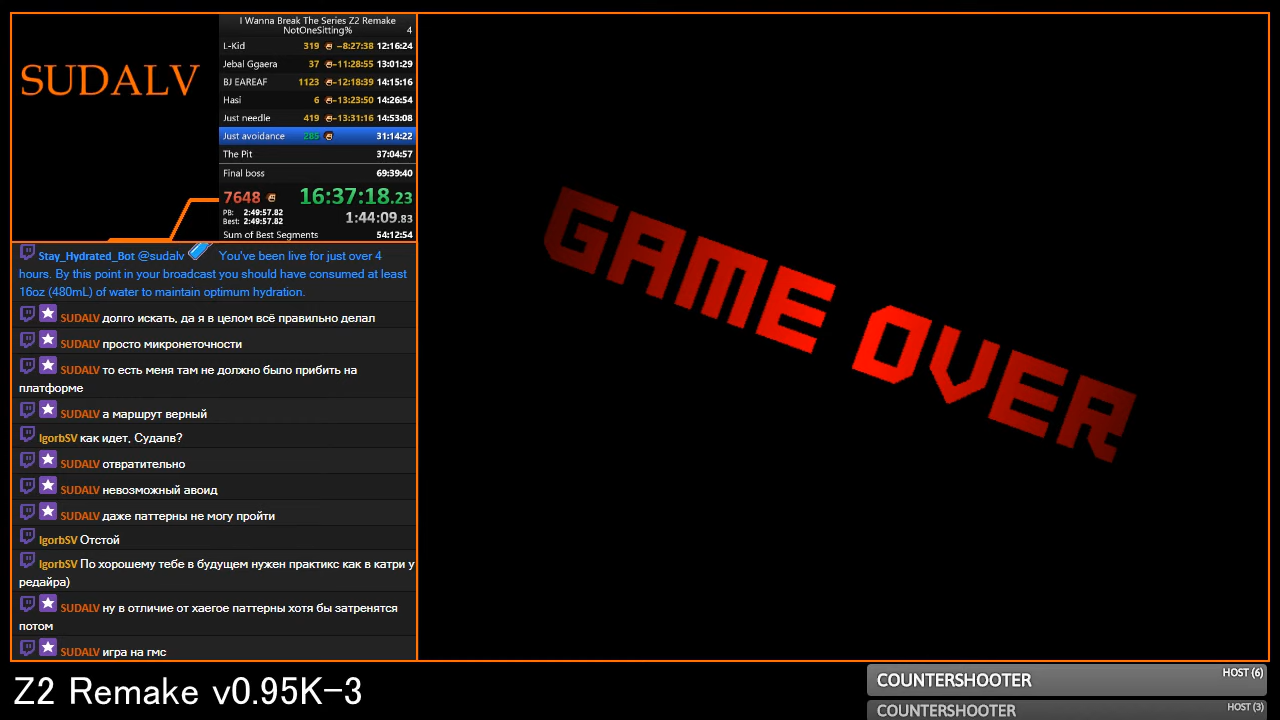 SUDALV
I Wanna Break The Series Z2 Remake
NotOneSitting% 4
L-Kid 319 −8:27:38 12:16:24
Jebal Ggaera 37 −11:28:55 13:01:29
BJ EAREAF 1123 −12:18:39 14:15:16
Hasi 6 −13:23:50 14:26:54
Just needle 419 −13:31:16 14:53:08
Just avoidance 285 31:14:22
The Pit 37:04:57
Final boss 69:39:40
7648 16:37:18.23
PB: 2:49:57.82
Best: 2:49:57.82
1:44:09.83
Sum of Best Segments 54:12:54
Stay_Hydrated_Bot @sudalv You've been live for just over 4
hours. By this point in your broadcast you should have consumed at least
16oz (480mL) of water to maintain optimum hydration.
SUDALV долго искать, да я в целом всё правильно делал
SUDALV просто микронеточности
SUDALV то есть меня там не должно было прибить на
платформе
SUDALV а маршрут верный
IgorbSV как идет, Судалв?
SUDALV отвратительно
SUDALV невозможный авоид
SUDALV даже паттерны не могу пройти
IgorbSV Отстой
IgorbSV По хорошему тебе в будущем нужен практикс как в катри у
редайра)
SUDALV ну в отличие от хаегое паттерны хотя бы затренятся
потом
SUDALV игра на гмс
GAME OVER
Z2 Remake v0.95K-3
COUNTERSHOOTER HOST (6)
COUNTERSHOOTER HOST (3)